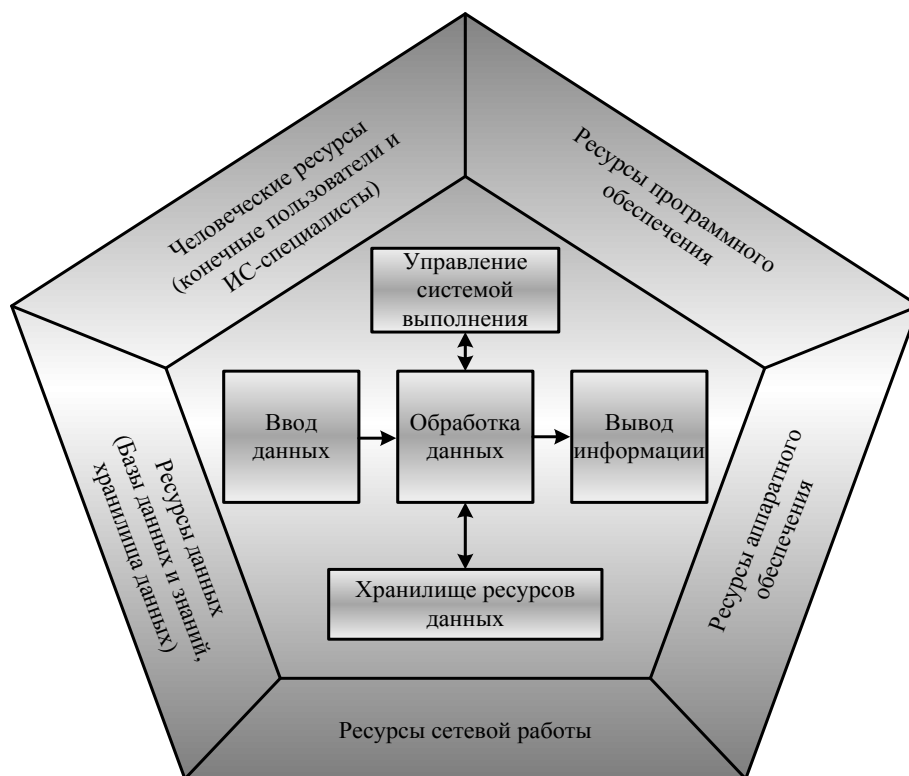 Человеческие ресурсы
(конечные пользователи и
ИС-специалисты)
Ресурсы программного
обеспечения
Управление
системой
выполнения
Ввод
данных
Обработка
данных
Вывод
информации
Хранилище ресурсов
данных
Ресурсы данных
(Базы данных и знаний,
хранилища данных)
Ресурсы аппаратного
обеспечения
Ресурсы сетевой работы